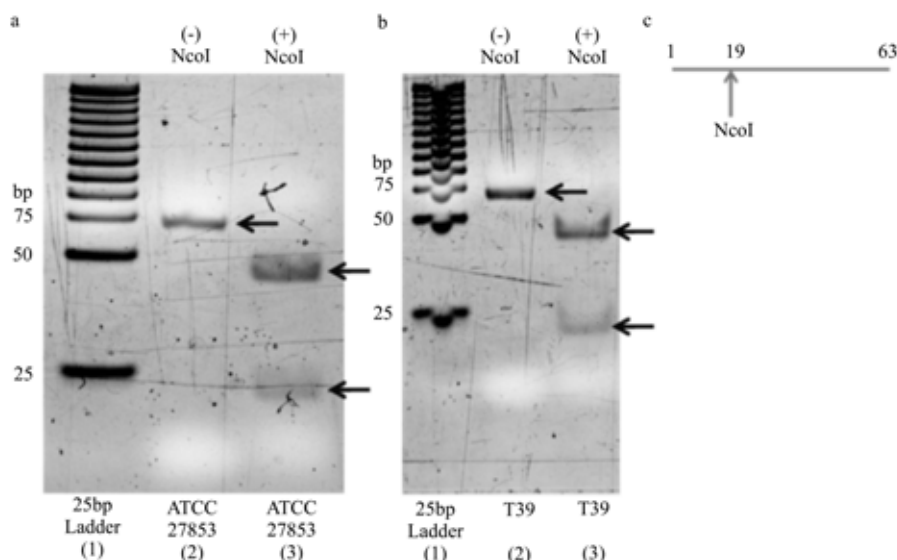 a
(-)
NcoI
(+)
NcoI
bp
75
50
25
25bp
Ladder
(1)
ATCC
27853
(2)
ATCC
27853
(3)
b
(-)
NcoI
(+)
NcoI
bp
75
50
25
25bp
Ladder
(1)
T39
(2)
T39
(3)
c
1 19 63
NcoI